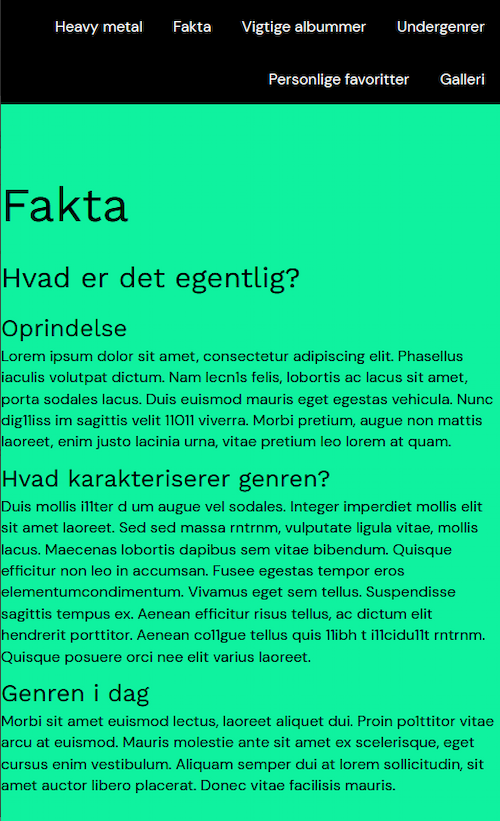 Heavy metal Fakta Vigtige albummer Undergenrer
Personlige favoritter Galleri
Fakta
Hvad er det egentlig?
Oprindelse
Lorem ipsum dolor sit amet, consectetur adipiscing elit. Phasellus
iaculis volutpat dictum. Nam lecn1s felis, lobortis ac lacus sit amet,
porta sodales lacus. Duis euismod mauris eget egestas vehicula. Nunc
dig11iss im sagittis velit 11011 viverra. Morbi pretium, augue non mattis
laoreet, enim justo lacinia urna, vitae pretium leo lorem at quam.
Hvad karakteriserer genren?
Duis mollis i11ter d um augue vel sodales. Integer imperdiet mollis elit
sit amet laoreet. Sed sed massa rntrnm, vulputate ligula vitae, mollis
lacus. Maecenas lobortis dapibus sem vitae bibendum. Quisque
efficitur non leo in accumsan. Fusee egestas tempor eros
elementumcondimentum. Vivamus eget sem tellus. Suspendisse
sagittis tempus ex. Aenean efficitur risus tellus, ac dictum elit
hendrerit porttitor. Aenean co11gue tellus quis 11ibh t i11cidu11t rntrnm.
Quisque posuere orci nee elit varius laoreet.
Genren i dag
Morbi sit amet euismod lectus, laoreet aliquet dui. Proin po1ttitor vitae
arcu at euismod. Mauris molestie ante sit amet ex scelerisque, eget
cursus enim vestibulum. Aliquam semper dui at lorem sollicitudin, sit
amet auctor libero placerat. Donec vitae facilisis mauris.